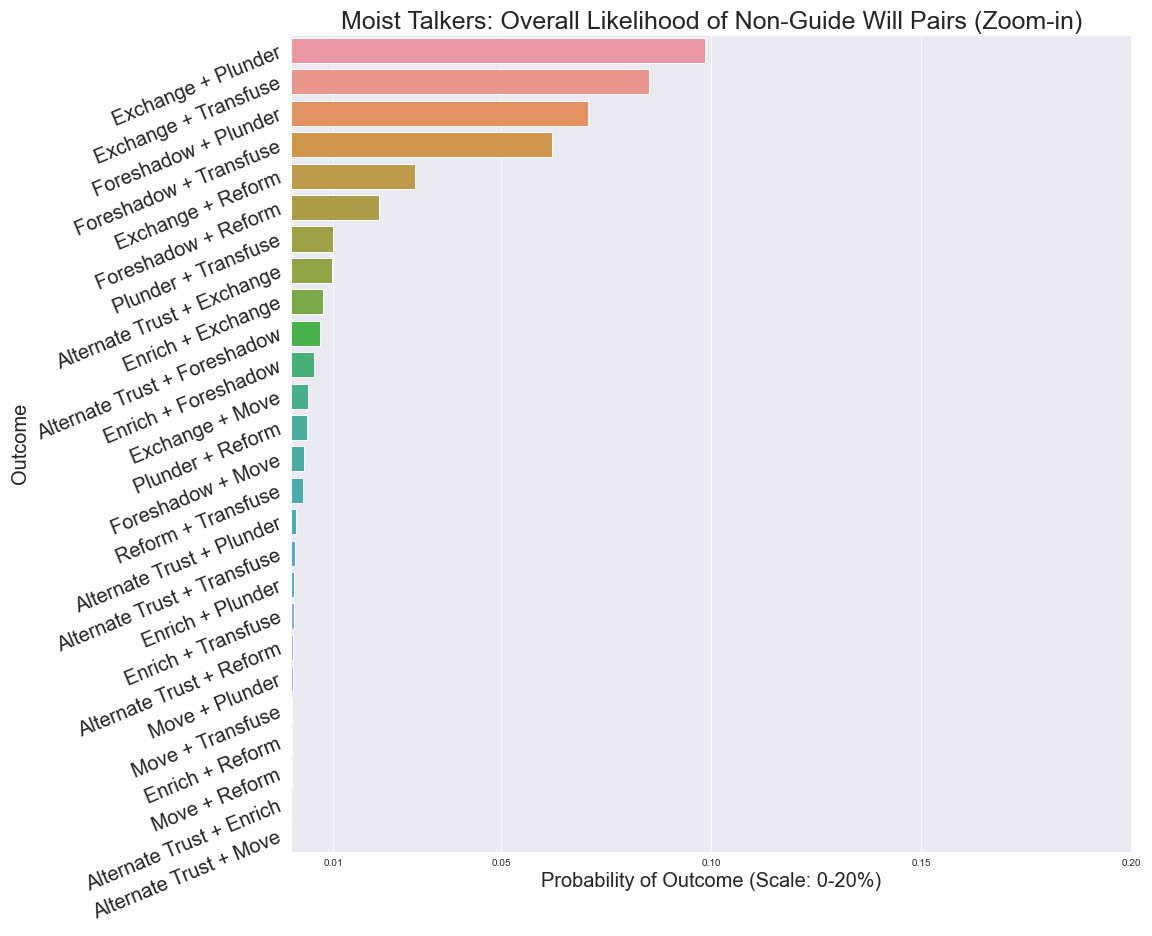 Moist Talkers: Overall Likelihood of Non-Guide Will Pairs (Zoom-in)
Exchange + Plunder
Exchange + Transfuse
Foreshadow + Plunder
Foreshadow + Transfuse
Exchange + Reform
Foreshadow + Reform
Plunder + Transfuse
Alternate Trust + Exchange
Enrich + Exchange
Alternate Trust + Foreshadow
Enrich + Foreshadow
Exchange + Move
Plunder + Reform
Foreshadow + Move
Reform + Transfuse
Alternate Trust + Plunder
Alternate Trust + Transfuse
Enrich + Plunder
Enrich + Transfuse
Alternate Trust + Reform
Move + Plunder
Move + Transfuse
Enrich + Reform
Move + Reform
Alternate Trust + Enrich
Alternate Trust + Move
Outcome
0.01 0.05 0.10 0.15 0.20
Probability of Outcome (Scale: 0-20%)